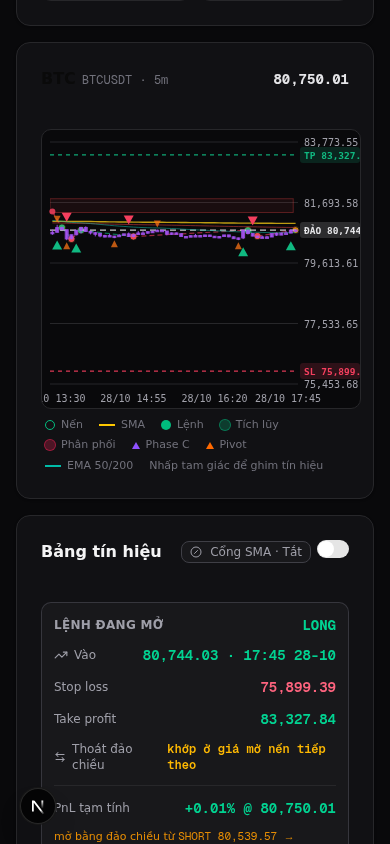 BTC BTCUSDT · 5m 80,750.01
83,773.55
TP 83,327.
81,693.58
ĐẢO 80,744
79,613.61
77,533.65
SL 75,899.
75,453.68
0 13:30 28/10 14:55 28/10 16:20 28/10 17:45
Nến SMA Lệnh Tích lũy
Phân phối Phase C Pivot
EMA 50/200 Nhấp tam giác để ghim tín hiệu
Bảng tín hiệu Cổng SMA · Tắt
LỆNH ĐANG MỞ LONG
Vào 80,744.03 · 17:45 28-10
Stop loss 75,899.39
Take profit 83,327.84
Thoát đảo chiều khớp ở giá mở nến tiếp
theo
N PnL tạm tính +0.01% @ 80,750.01
mở bằng đảo chiều từ SHORT 80,539.57 →